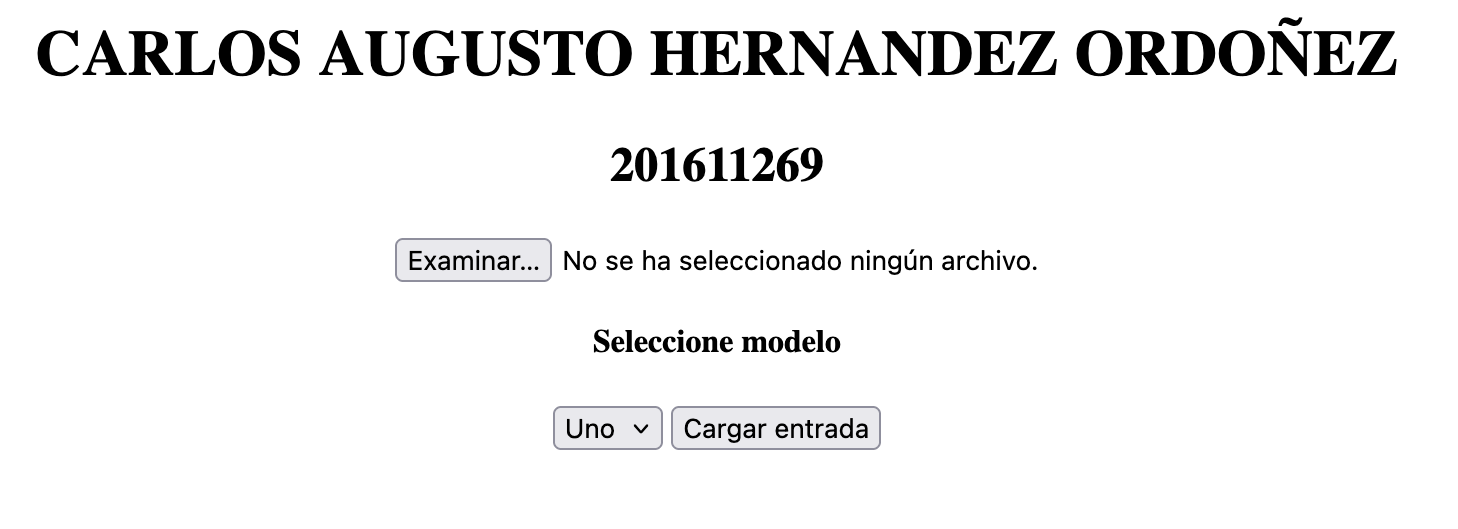 CARLOS AUGUSTO HERNANDEZ ORDOÑEZ
201611269
Examinar... No se ha seleccionado ningún archivo.
Seleccione modelo
Uno Cargar entrada